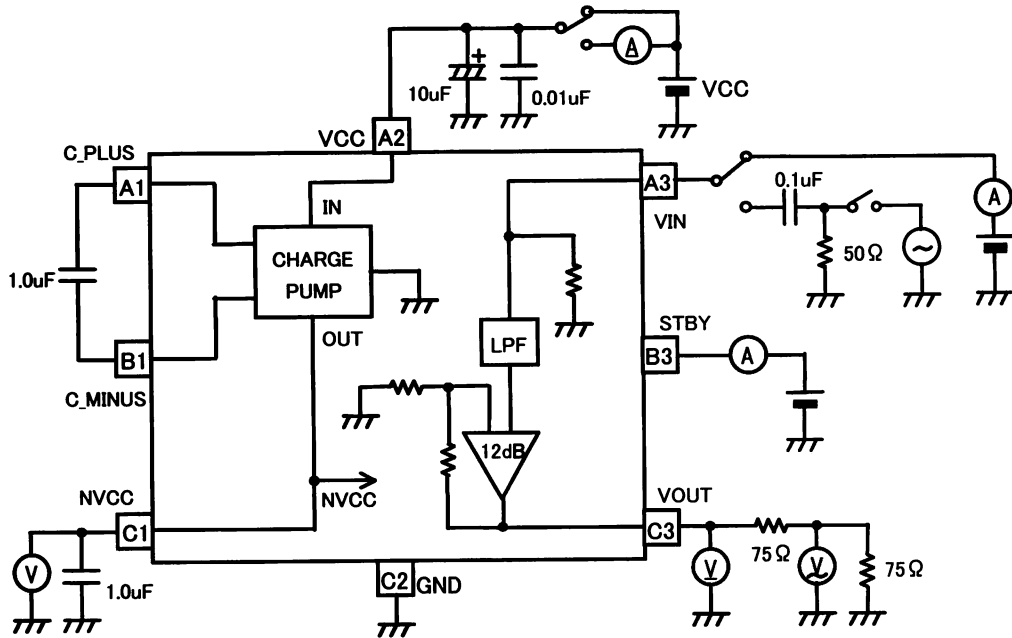 +
A
10uF
0.01uF
VCC
VCC
A2
C_PLUS
A1
A3
0.1uF
A
VIN
IN
CHARGE
PUMP
50Ω
~
1.0uF
OUT
LPF
STBY
B3
A
B1
C_MINUS
12dB
NVCC
NVCC
VOUT
C1
C3
V
1.0uF
C2
GND
V
75Ω
V
75Ω